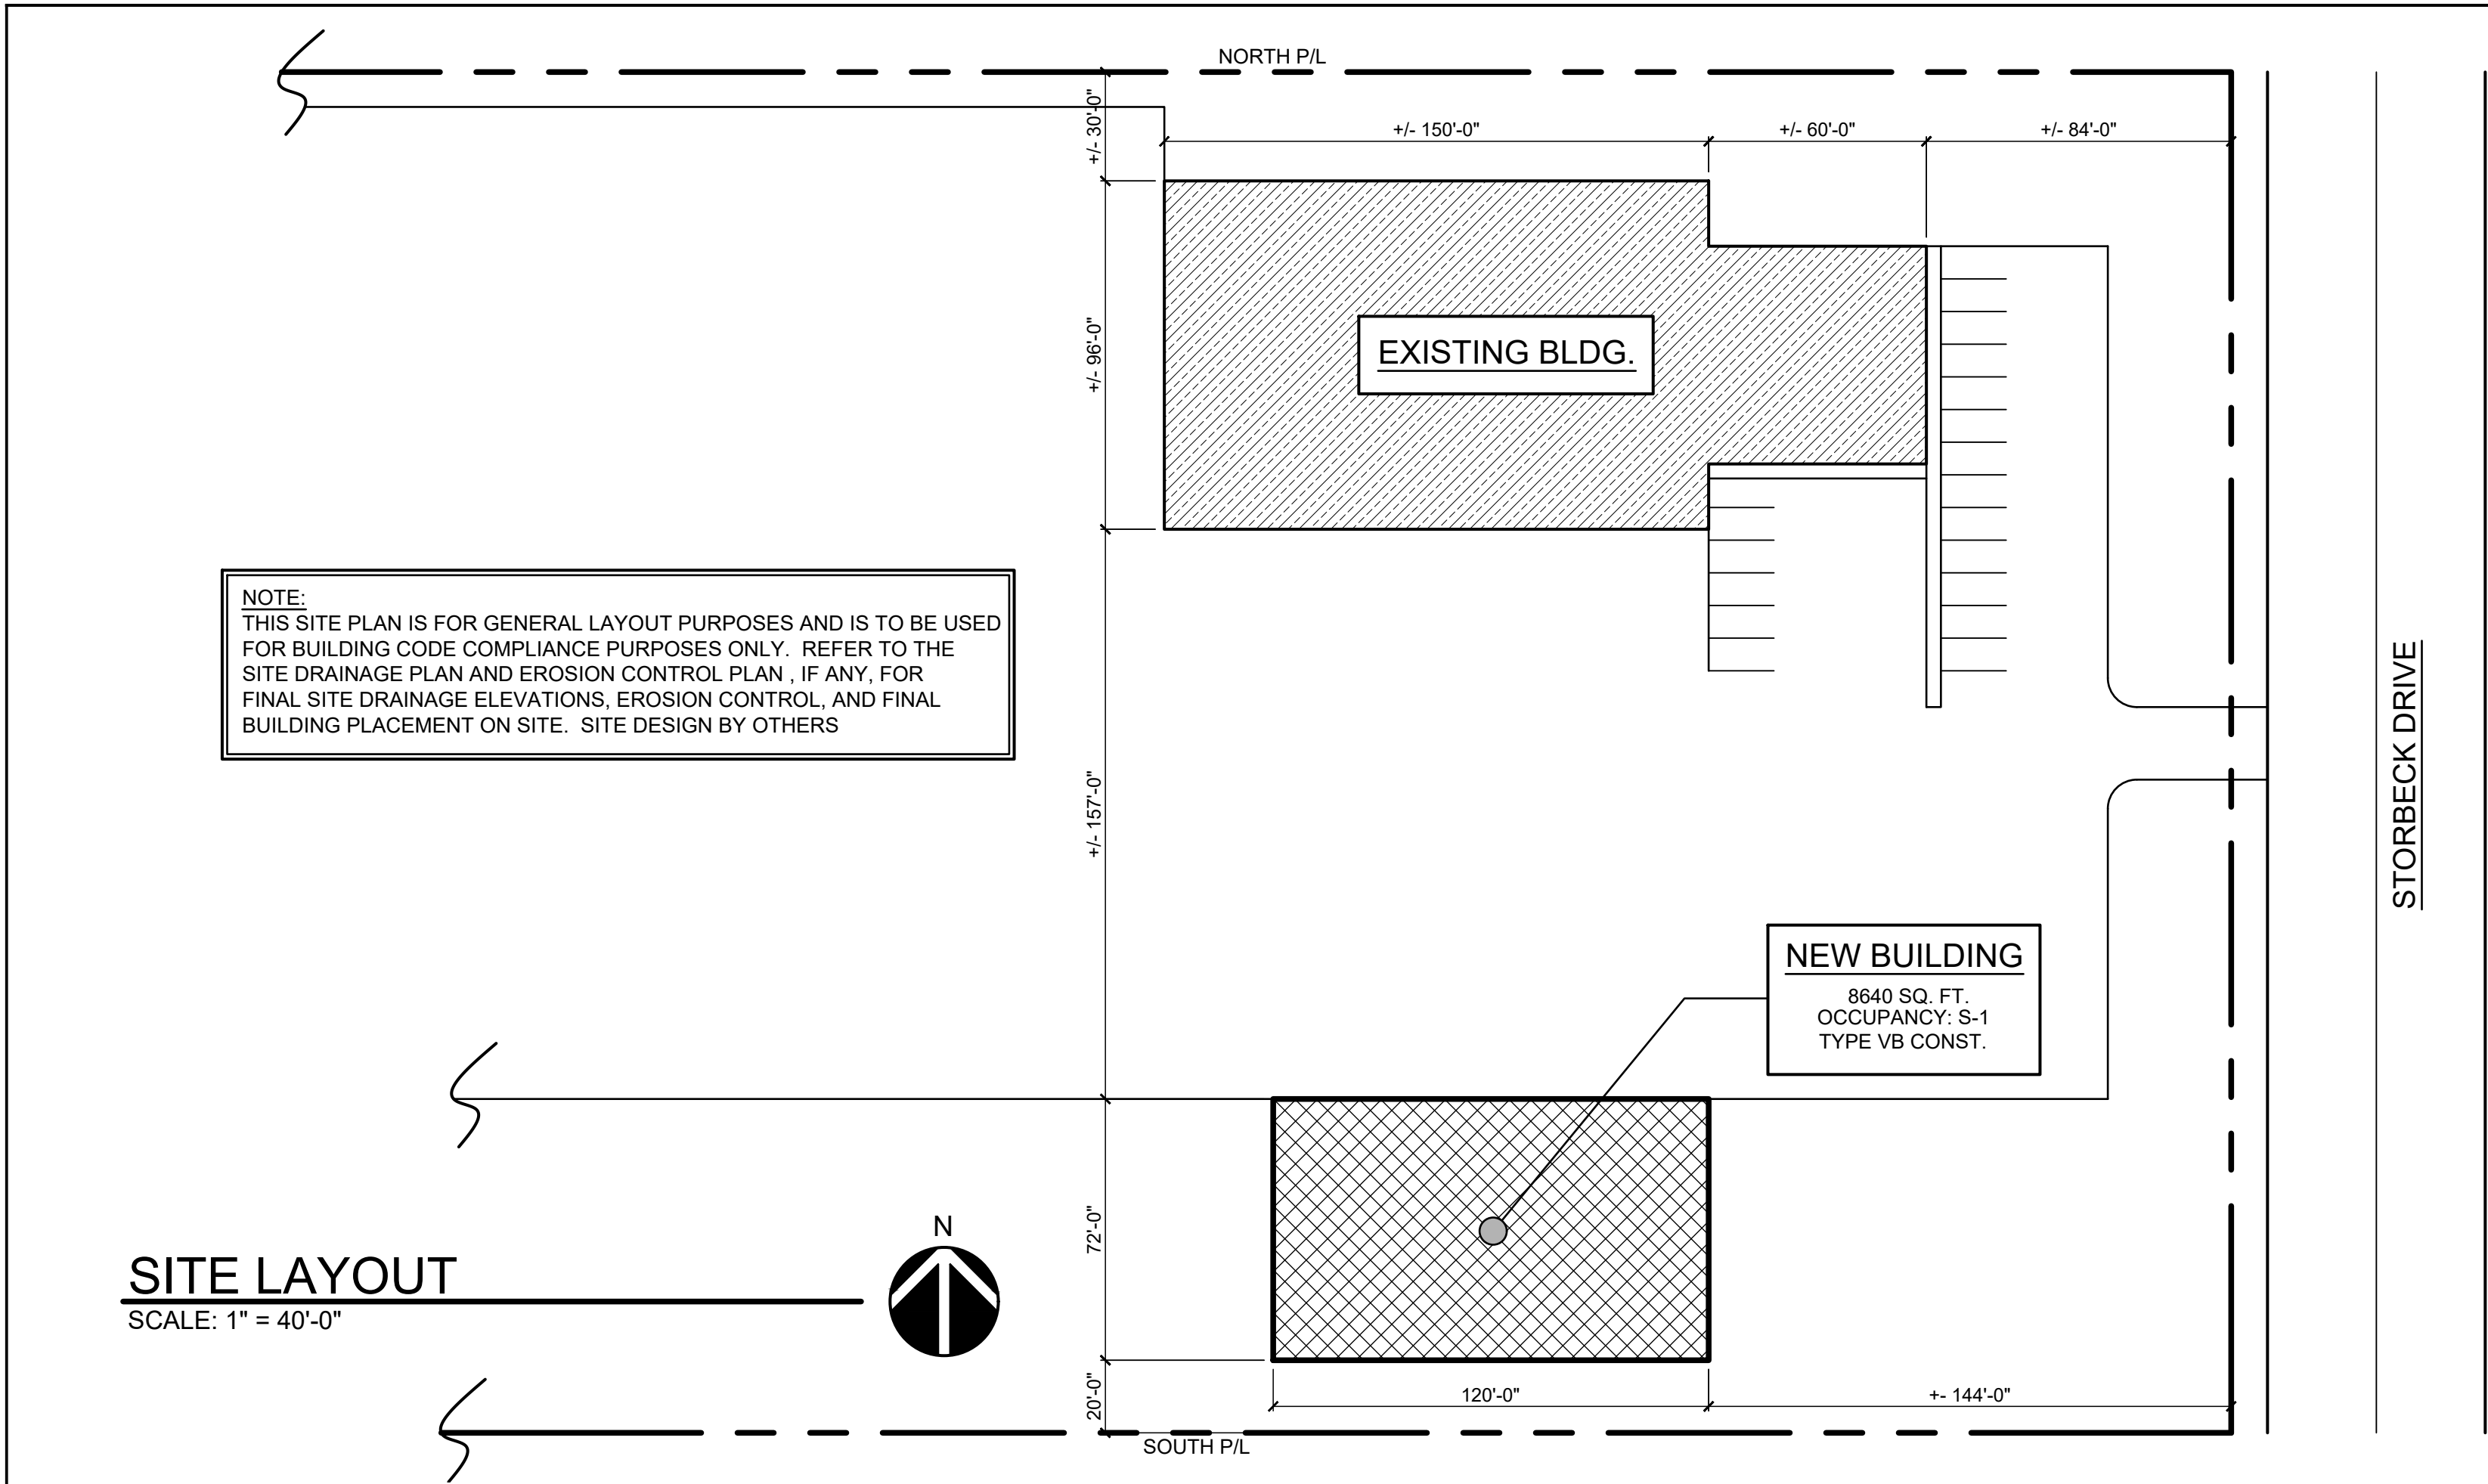 NORTH P/L
+/- 30'-0"
+/- 150'-0"
+/- 60'-0"
+/- 84'-0"
+/- 96'-0"
EXISTING BLDG.
NOTE:
THIS SITE PLAN IS FOR GENERAL LAYOUT PURPOSES AND IS TO BE USED
FOR BUILDING CODE COMPLIANCE PURPOSES ONLY.  REFER TO THE
SITE DRAINAGE PLAN AND EROSION CONTROL PLAN , IF ANY, FOR
FINAL SITE DRAINAGE ELEVATIONS, EROSION CONTROL, AND FINAL
BUILDING PLACEMENT ON SITE.  SITE DESIGN BY OTHERS
+/- 157'-0"
STORBECK DRIVE
NEW BUILDING
8640 SQ. FT.
OCCUPANCY: S-1
TYPE VB CONST.
72'-0"
N
SITE LAYOUT
SCALE: 1" = 40'-0"
20'-0"
120'-0"
+- 144'-0"
SOUTH P/L